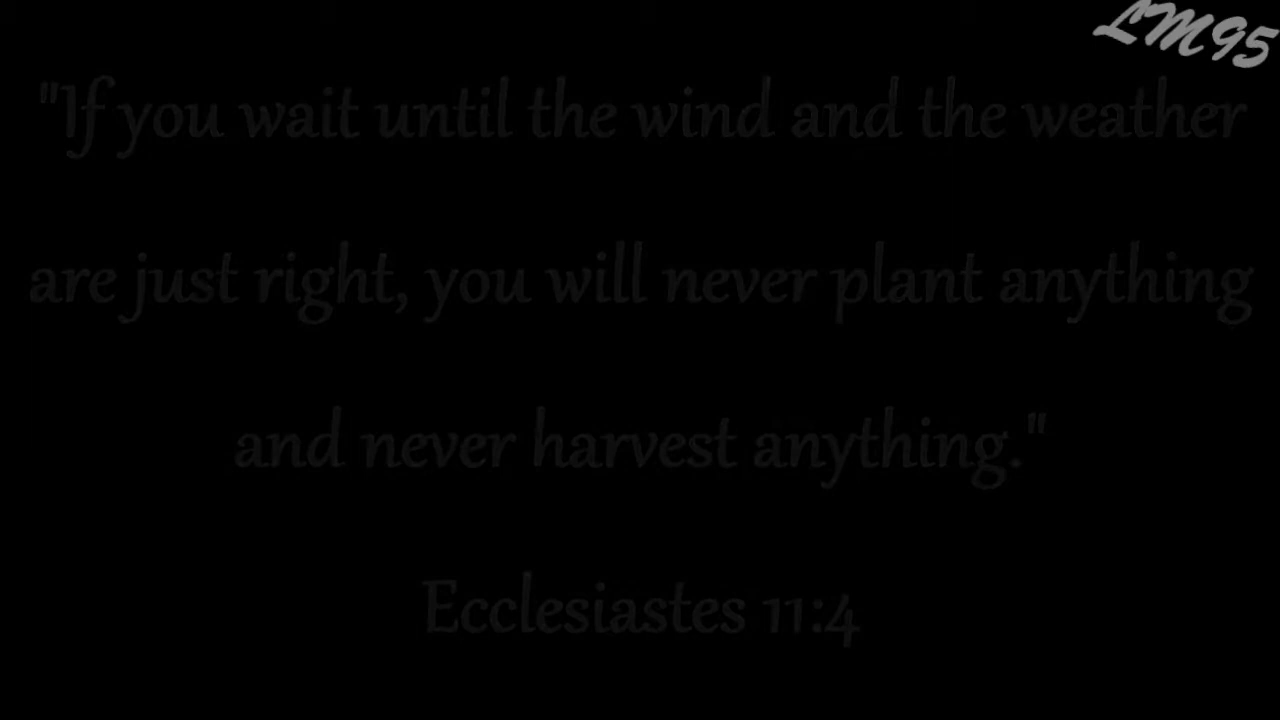 LM95
"If you wait until the wind and the weather
are just right, you will never plant anything
and never harvest anything."
Ecclesiastes 11:4